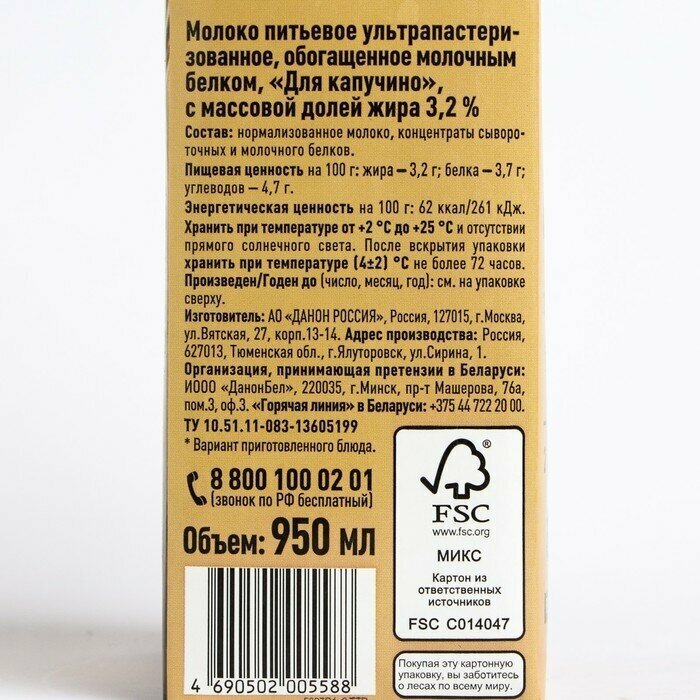 Молоко питьевое ультрапастери-
зованное, обогащенное молочным
белком, «Для капучино»,
с массовой долей жира 3,2 %
Состав: нормализованное молоко, концентраты сыворо-
точных и молочного белков.
Пищевая ценность на 100 г: жира – 3,2 г; белка – 3,7 г;
углеводов – 4,7 г.
Энергетическая ценность на 100 г: 62 ккал/261 кДж.
Хранить при температуре от +2 °С до +25 °С и отсутствии
прямого солнечного света. После вскрытия упаковки
хранить при температуре (4±2) °С не более 72 часов.
Произведен/Годен до (число, месяц, год): см. на упаковке
сверху.
Изготовитель: АО «ДАНОН РОССИЯ», Россия, 127015, г.Москва,
ул.Вятская, 27, корп.13-14. Адрес производства: Россия,
627013, Тюменская обл., г.Ялуторовск, ул.Сирина, 1.
Организация, принимающая претензии в Беларуси:
ИООО «ДанонБел», 220035, г.Минск, пр-т Машерова, 76а,
пом.3, оф.3. «Горячая линия» в Беларуси: +375 44 722 20 00.
ТУ 10.51.11-083-13605199
* Вариант приготовленного блюда.
8 800 100 0 201
(звонок по РФ бесплатный)
Объем: 950 мл
FSC
www.fsc.org
МИКС
Картон из
ответственных
источников
FSC C014047
Покупая эту картонную
упаковку, вы заботитесь
о лесах по всему миру.
4 690502 005588